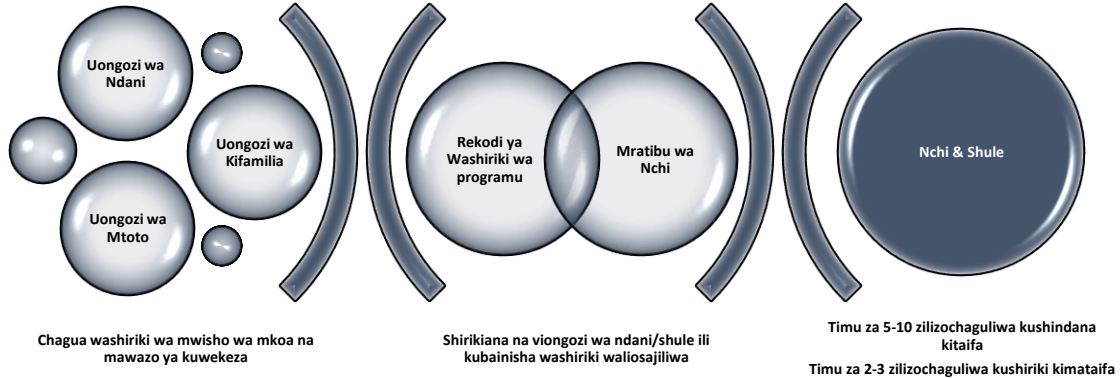 Uongozi wa
Ndani
Uongozi wa
Kifamilia
Uongozi wa
Mtoto
Rekodi ya
Washiriki wa
programu
Mratibu wa
Nchi
Nchi & Shule
Chagua washiriki wa mwisho wa mkoa na
mawazo ya kuwekeza
Shirikiana na viongozi wa ndani/shule ili
kubainisha washiriki waliosajiliwa
Timu za 5-10 zilizochaguliwa kushindana
kitaifa
Timu za 2-3 zilizochaguliwa kushiriki kimataifa